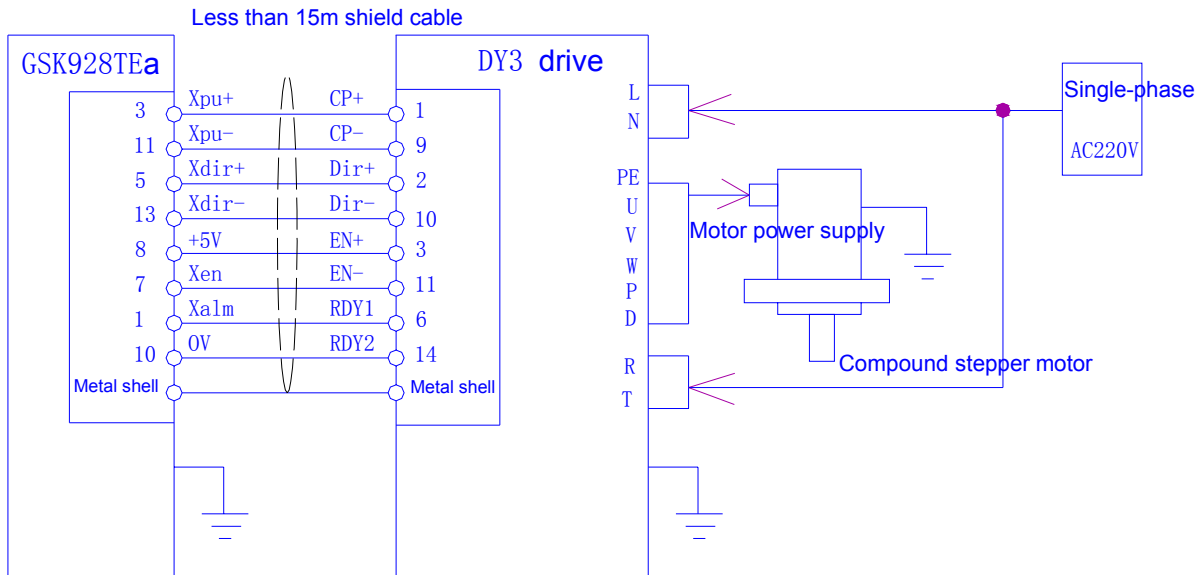 Less than 15m shield cable
GSK928TEa
DY3 drive
3 Xpu+ CP+ 1
11 Xpu- CP- 9
5 Xdir+ Dir+ 2
13 Xdir- Dir- 10
8 +5V EN+ 3
7 Xen EN- 11
1 Xalm RDY1 6
10 0V RDY2 14
Metal shell Metal shell
L
N
PE
U
V
W
P
D
R
T
Motor power supply
Compound stepper motor
Single-phase
AC220V